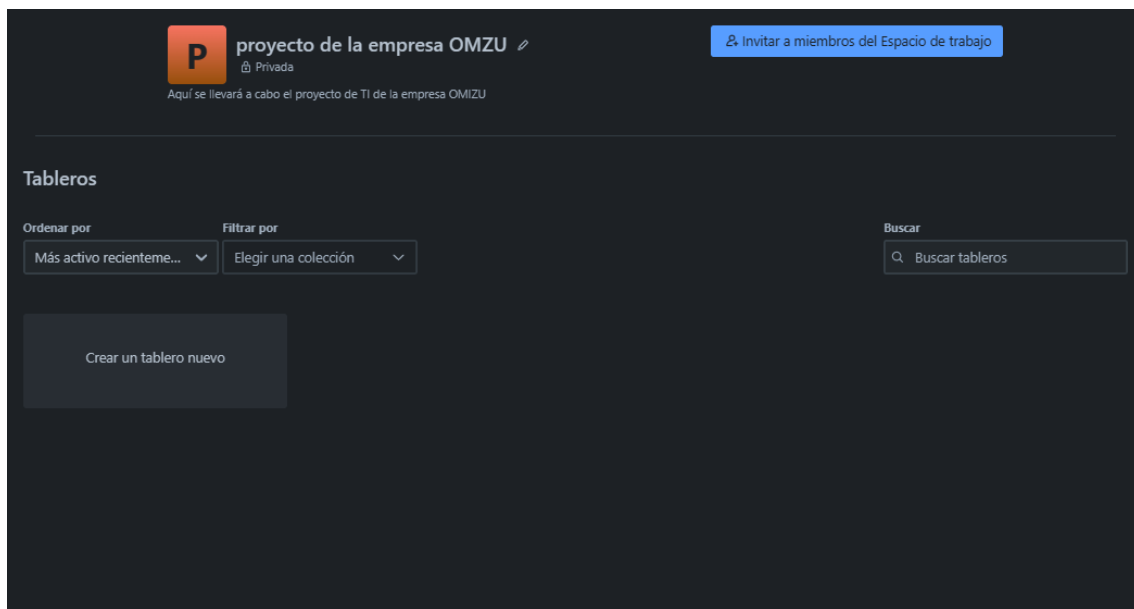 P
proyecto de la empresa OMZU
Privada
Aquí se llevará a cabo el proyecto de TI de la empresa OMIZU
Invitar a miembros del Espacio de trabajo
Tableros
Ordenar por
Filtrar por
Buscar
Más activo recienteme...
Elegir una colección
Buscar tableros
Crear un tablero nuevo